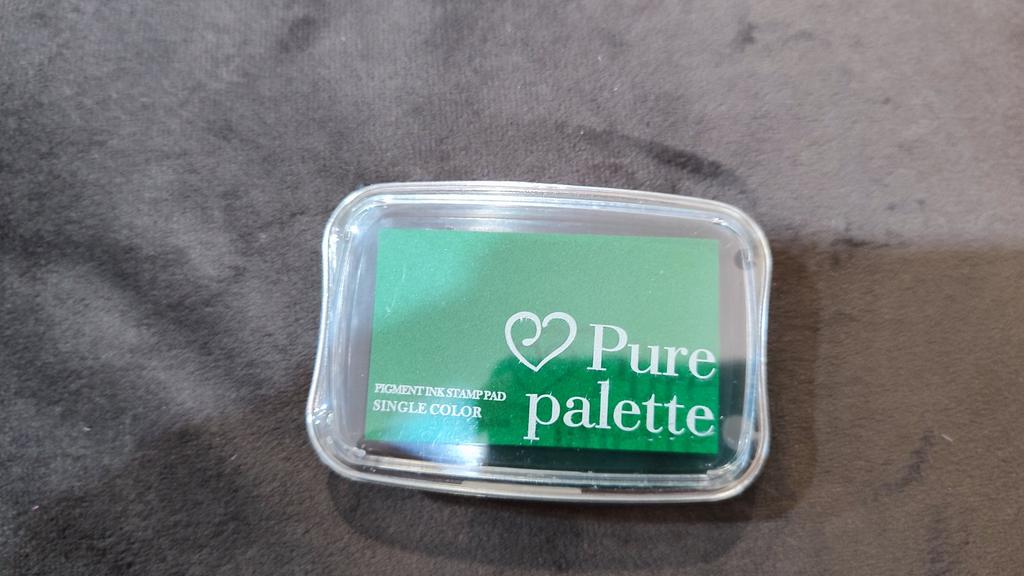 Pure
palette
PIGMENT INK STAMP PAD
SINGLE COLOR